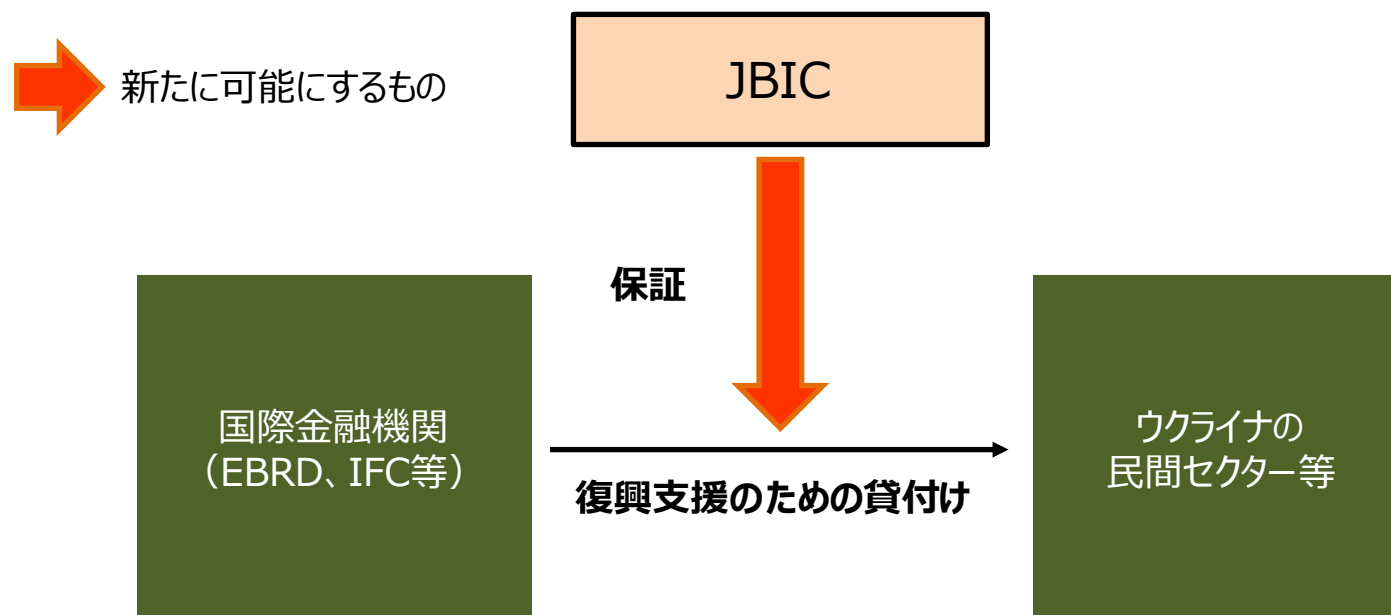 新たに可能にするもの
JBIC
保証
国際金融機関
（EBRD、IFC等）
復興支援のための貸付け
ウクライナの
民間セクター等